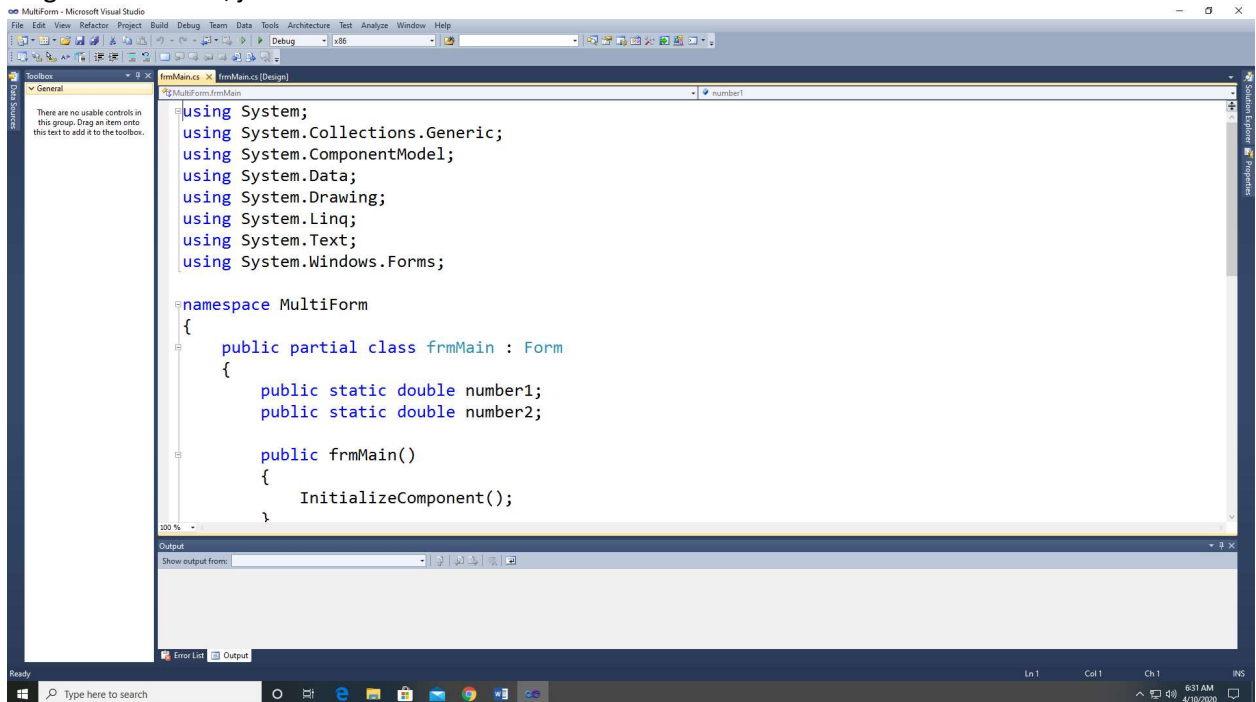 MultiForm - Microsoft Visual Studio
File Edit View Refactor Project Build Debug Team Data Tools Architecture Test Analyze Window Help
Debug x86
Toolbox
frmMain.cs frmMain.cs [Design]
General
MultiForm.frmMain number1
There are no usable controls in
this group. Drag an item onto
this text to add it to the toolbox.
Data Sources
Solution Explorer
Properties
using System;
using System.Collections.Generic;
using System.ComponentModel;
using System.Data;
using System.Drawing;
using System.Linq;
using System.Text;
using System.Windows.Forms;
namespace MultiForm
{
public partial class frmMain : Form
{
public static double number1;
public static double number2;
public frmMain()
{
InitializeComponent();
}
100 %
Output
Show output from:
Error List Output
Ready Ln 1 Col 1 Ch 1 INS
Type here to search
6:31 AM
4/10/2020